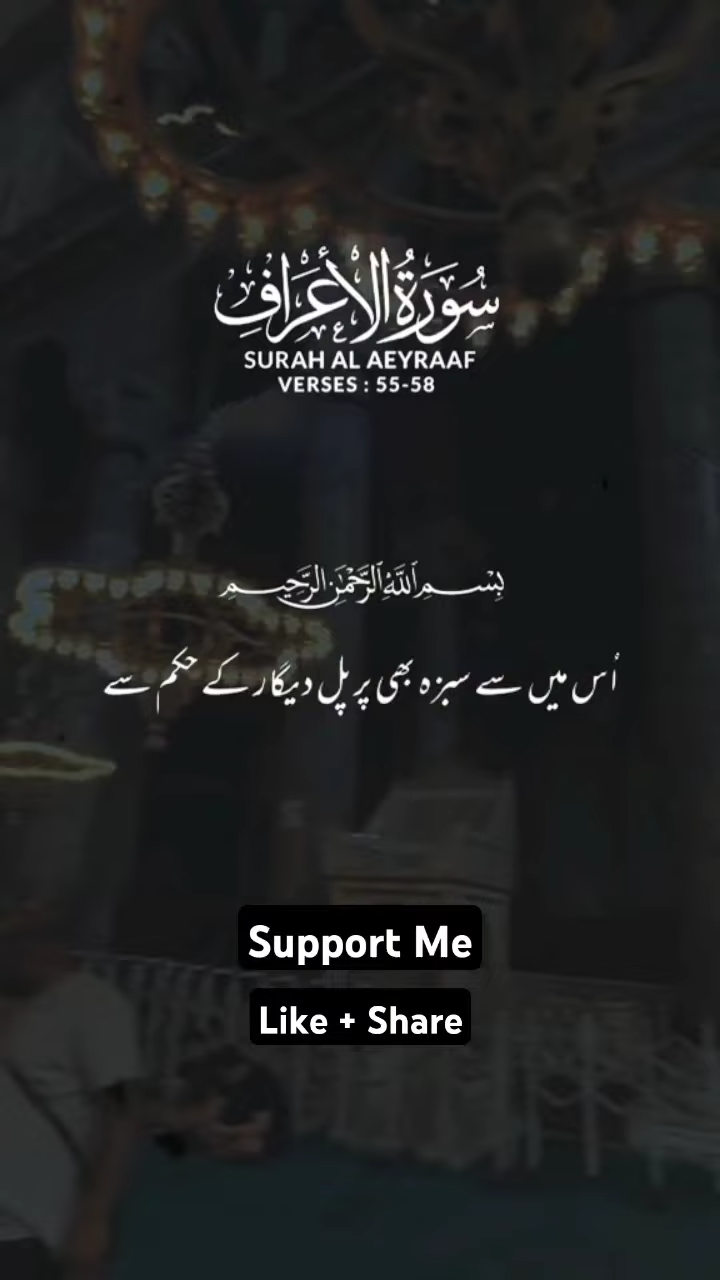 سُورَةُ الْأَعْرَافِ
SURAH AL AEYRAAF
VERSES : 55-58
بِسْمِ اللَّهِ الرَّحْمَٰنِ الرَّحِيمِ
اُس میں سے سبزہ بھی پر پل دیگار کے حکم سے
Support Me
Like + Share